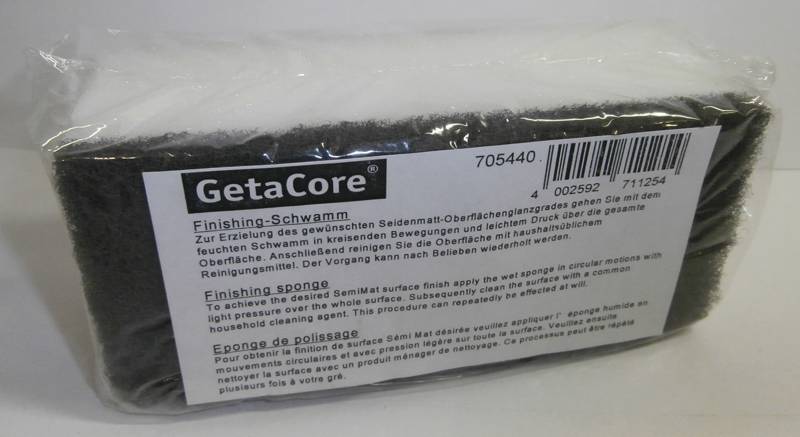 GetaCore®
705440.
4 002592 711254
Finishing-Schwamm
Zur Erzielung des gewünschten Seidenmatt-Oberflächenglanzgrades gehen Sie mit dem
feuchten Schwamm in kreisenden Bewegungen und leichtem Druck über die gesamte
Oberfläche. Anschließend reinigen Sie die Oberfläche mit haushaltsüblichem
Reinigungsmittel. Der Vorgang kann nach Belieben wiederholt werden.
Finishing sponge
To achieve the desired SemiMat surface finish apply the wet sponge in circular motions with
light pressure over the whole surface. Subsequently clean the surface with a common
household cleaning agent. This procedure can repeatedly be effected at will.
Eponge de polissage
Pour obtenir la finition de surface Sémi Mat désirée veuillez appliquer l' éponge humide en
mouvements circulaires et avec pression légère sur toute la surface. Veuillez ensuite
nettoyer la surface avec un produit ménager de nettoyage. Ce processus peut être répété
plusieurs fois à votre gré.